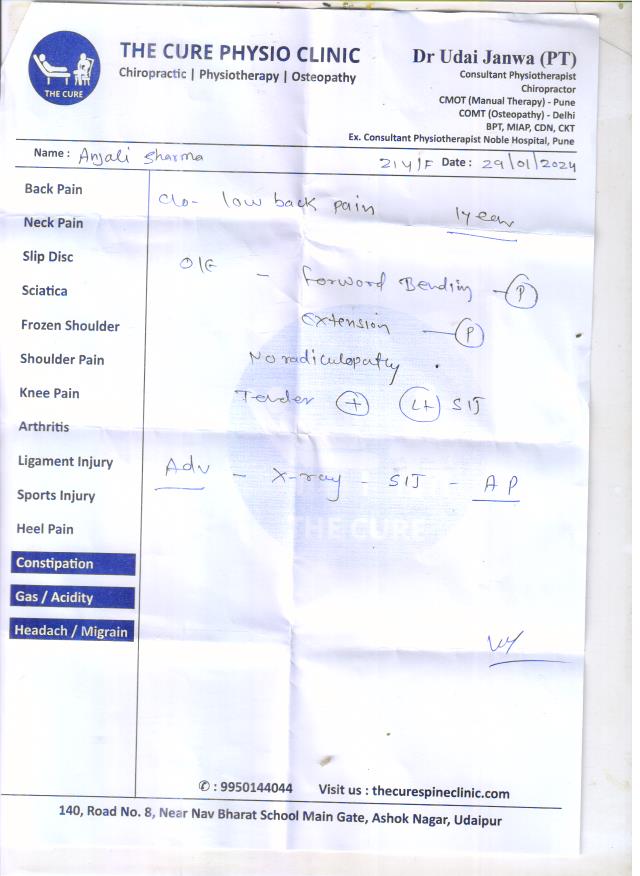 THE CURE
THE CURE PHYSIO CLINIC
Chiropractic | Physiotherapy | Osteopathy
Dr Udai Janwa (PT)
Consultant Physiotherapist
Chiropractor
CMOT (Manual Therapy) - Pune
COMT (Osteopathy) - Delhi
BPT, MIAP, CDN, CKT
Ex. Consultant Physiotherapist Noble Hospital, Pune
Name : Anjali Sharma 21Y/F Date : 29/01/2024
Back Pain
Neck Pain
Slip Disc
Sciatica
Frozen Shoulder
Shoulder Pain
Knee Pain
Arthritis
Ligament Injury
Sports Injury
Heel Pain
Constipation
Gas / Acidity
Headach / Migrain
C/o- low back pain 1year
O/E - Forword Bending - P
Extension - P
No radiculopathy .
Tender + Lt SIJ
Adv - X-ray - SIJ - AP
THE CURE
✆ : 9950144044 Visit us : thecurespineclinic.com
140, Road No. 8, Near Nav Bharat School Main Gate, Ashok Nagar, Udaipur